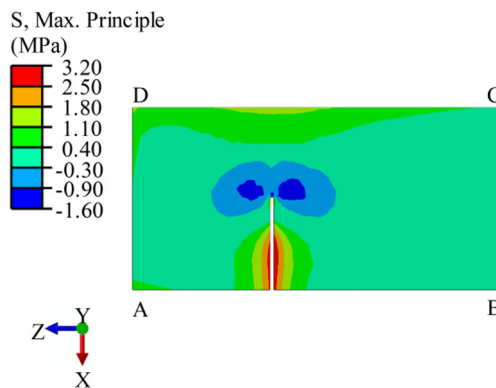 S, Max. Principle
(MPa)
3.20
2.50
1.80
1.10
0.40
-0.30
-0.90
-1.60
D
C
A
B
Y
Z
X